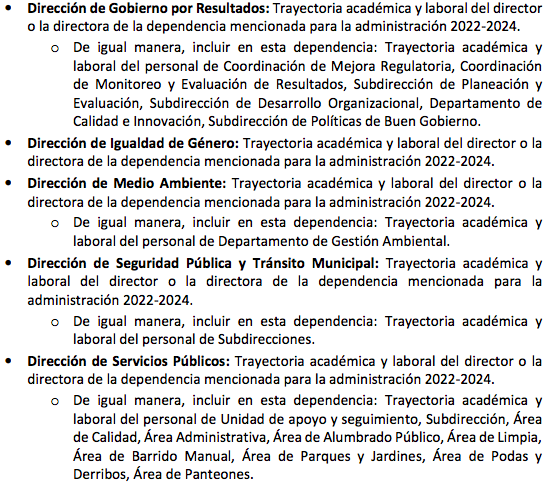 • Dirección de Gobierno por Resultados: Trayectoria académica y laboral del director
o la directora de la dependencia mencionada para la administración 2022-2024.
o De igual manera, incluir en esta dependencia: Trayectoria académica y
laboral del personal de Coordinación de Mejora Regulatoria, Coordinación
de Monitoreo y Evaluación de Resultados, Subdirección de Planeación y
Evaluación, Subdirección de Desarrollo Organizacional, Departamento de
Calidad e Innovación, Subdirección de Políticas de Buen Gobierno.
• Dirección de Igualdad de Género: Trayectoria académica y laboral del director o la
directora de la dependencia mencionada para la administración 2022-2024.
• Dirección de Medio Ambiente: Trayectoria académica y laboral del director o la
directora de la dependencia mencionada para la administración 2022-2024.
o De igual manera, incluir en esta dependencia: Trayectoria académica y
laboral del personal de Departamento de Gestión Ambiental.
• Dirección de Seguridad Pública y Tránsito Municipal: Trayectoria académica y
laboral del director o la directora de la dependencia mencionada para la
administración 2022-2024.
o De igual manera, incluir en esta dependencia: Trayectoria académica y
laboral del personal de Subdirecciones.
• Dirección de Servicios Públicos: Trayectoria académica y laboral del director o la
directora de la dependencia mencionada para la administración 2022-2024.
o De igual manera, incluir en esta dependencia: Trayectoria académica y
laboral del personal de Unidad de apoyo y seguimiento, Subdirección, Área
de Calidad, Área Administrativa, Área de Alumbrado Público, Área de Limpia,
Área de Barrido Manual, Área de Parques y Jardines, Área de Podas y
Derribos, Área de Panteones.